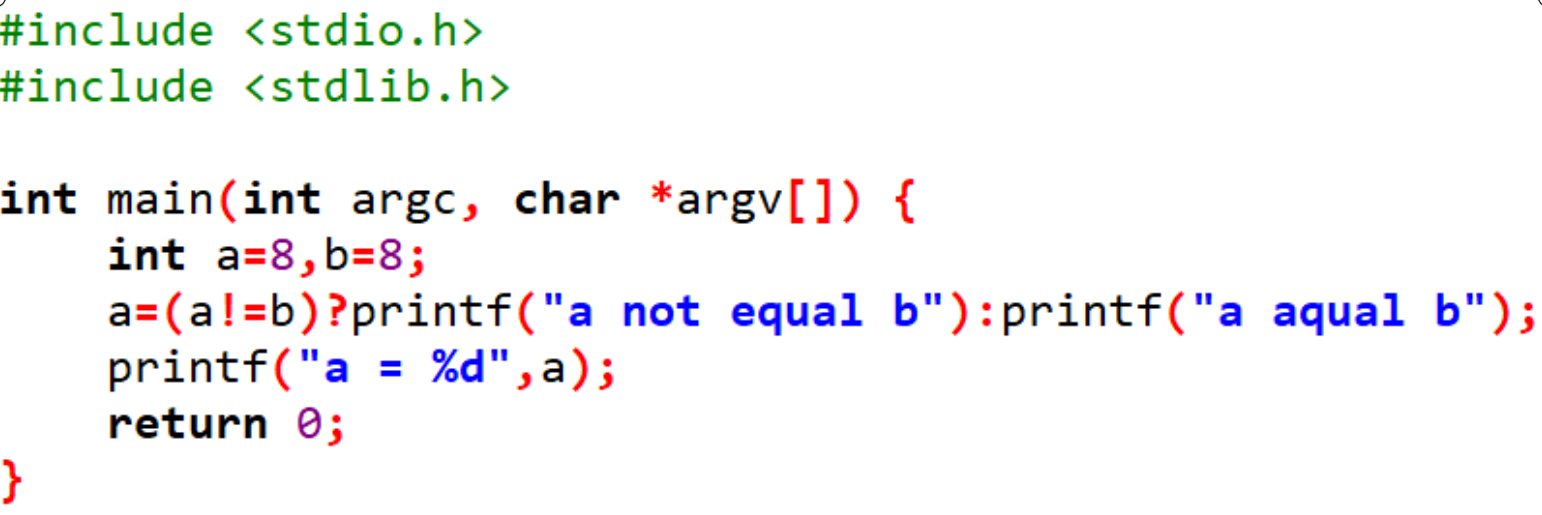 #include <stdio.h>
#include <stdlib.h>
int main(int argc, char *argv[]) {
int a=8,b=8;
a=(a!=b)?printf("a not equal b"):printf("a aqual b");
printf("a = %d",a);
return 0;
}